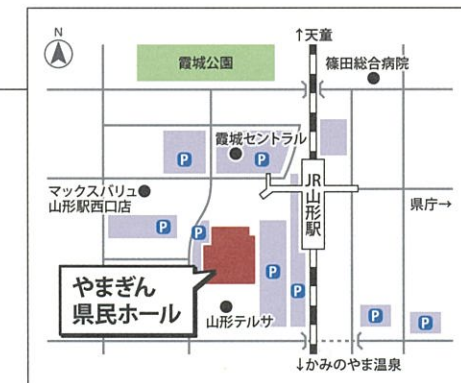 N
↑天童
霞城公園
篠田総合病院
霞城セントラル
P
P
マックスバリュ
山形駅西口店
JR山形駅
県庁→
P
P
P
P
P
P
やまぎん
県民ホール
山形テルサ
↓かみのやま温泉